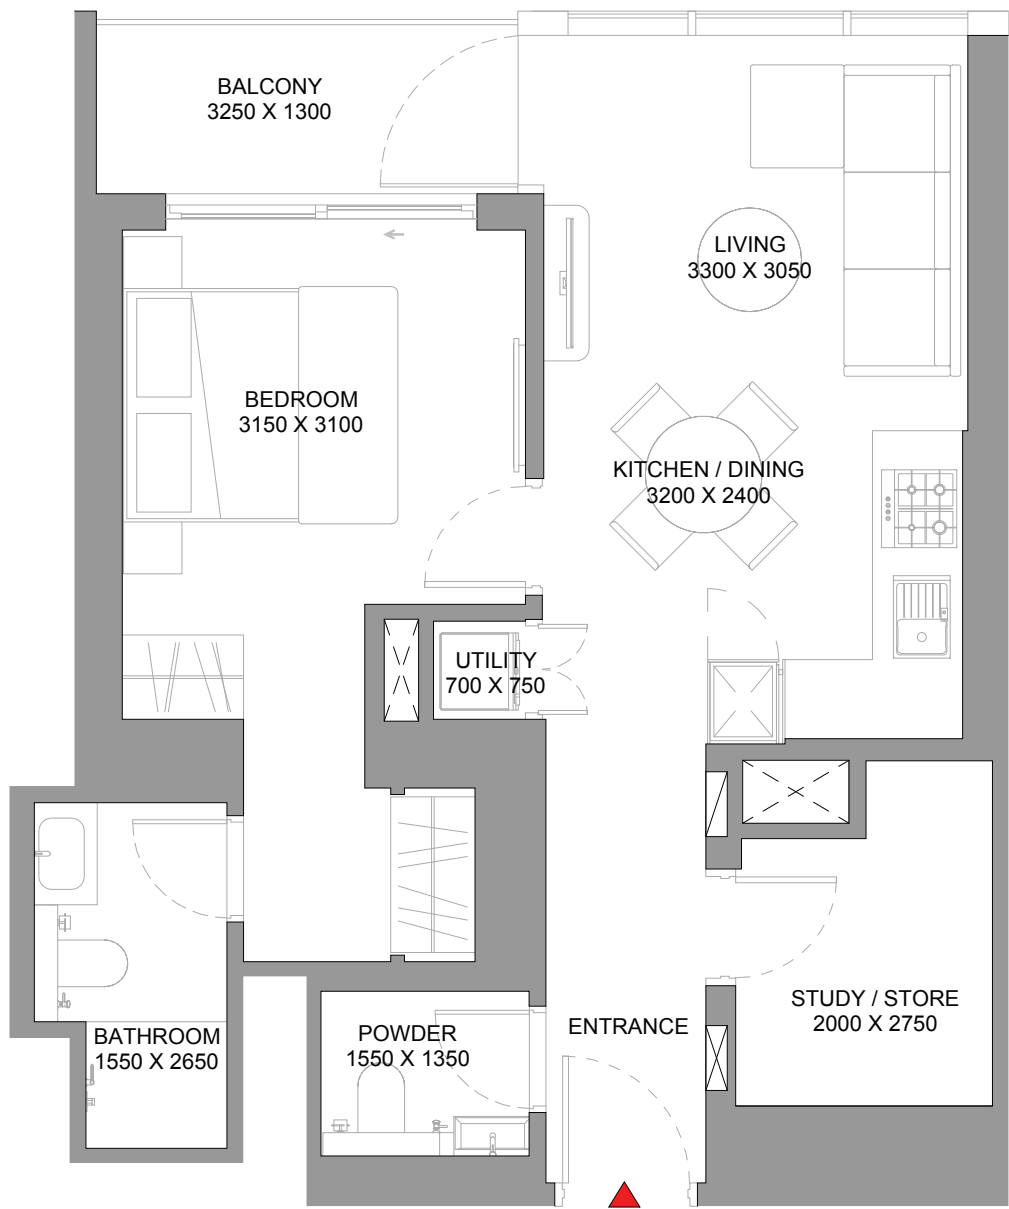 BALCONY
3250 X 1300
LIVING
3300 X 3050
BEDROOM
3150 X 3100
KITCHEN / DINING
3200 X 2400
UTILITY
700 X 750
STUDY / STORE
2000 X 2750
ENTRANCE
POWDER
1550 X 1350
BATHROOM
1550 X 2650